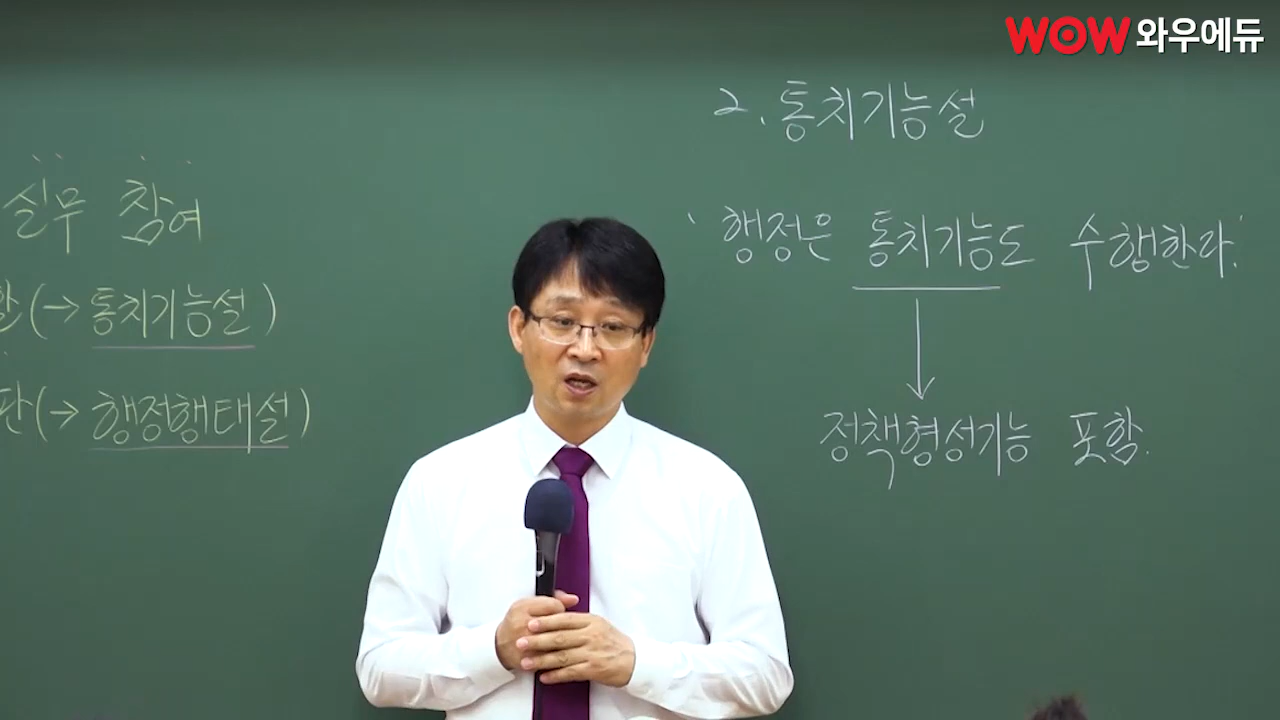 WOW 와우에듀
실무 참여
(→ 통치기능설)
(→ 행정행태설)
2. 통치기능설
' 행정은 통치기능도 수행한다.'
↓
정책형성기능 포함.